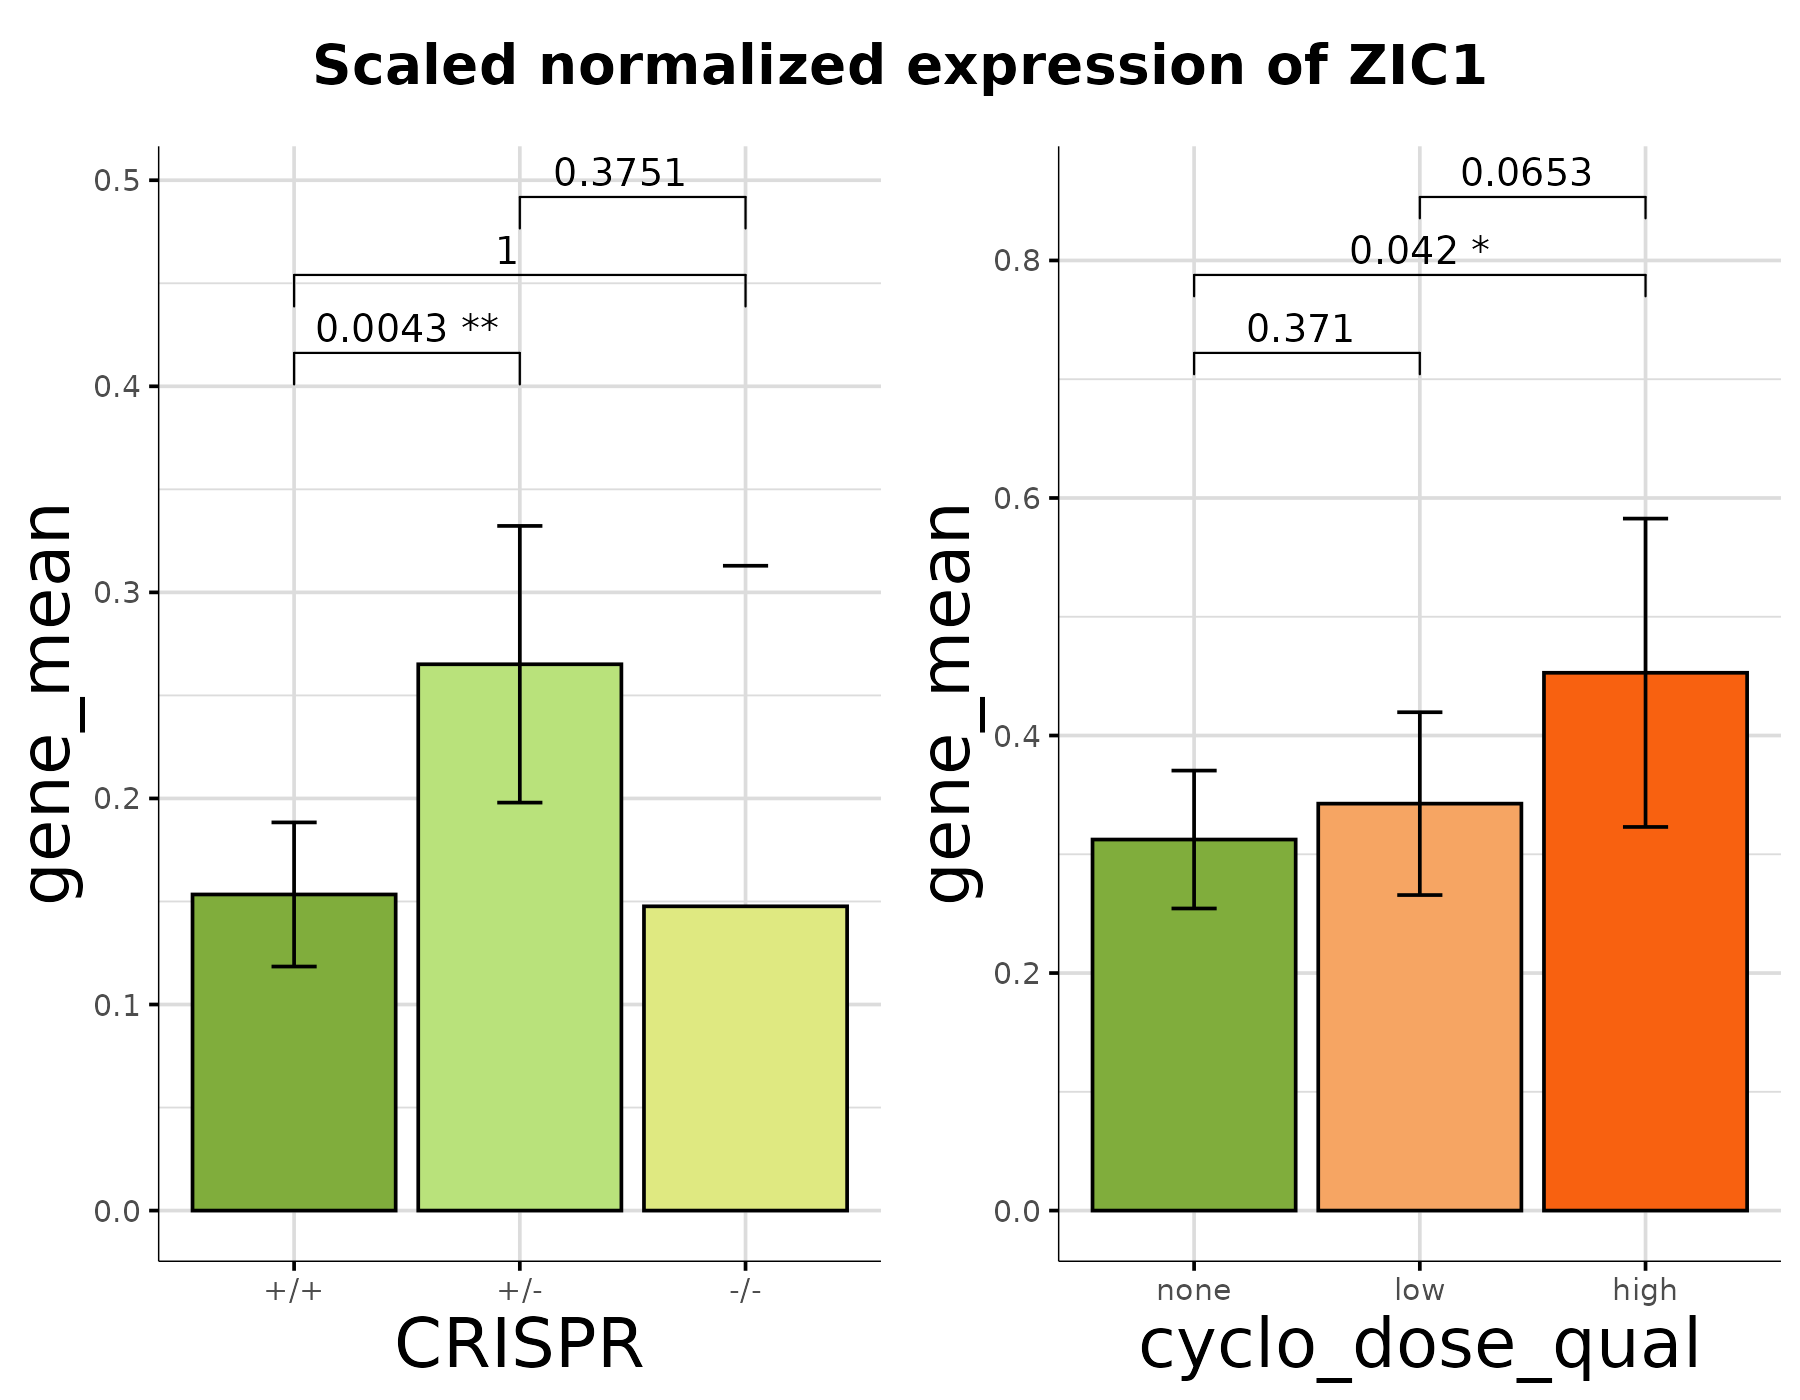 Scaled normalized expression of ZIC1
gene_mean
0.5
0.4
0.3
0.2
0.1
0.0
0.3751
1
0.0043 **
+/+
+/-
-/-
CRISPR
gene_mean
0.8
0.6
0.4
0.2
0.0
0.0653
0.042 *
0.371
none
low
high
cyclo_dose_qual